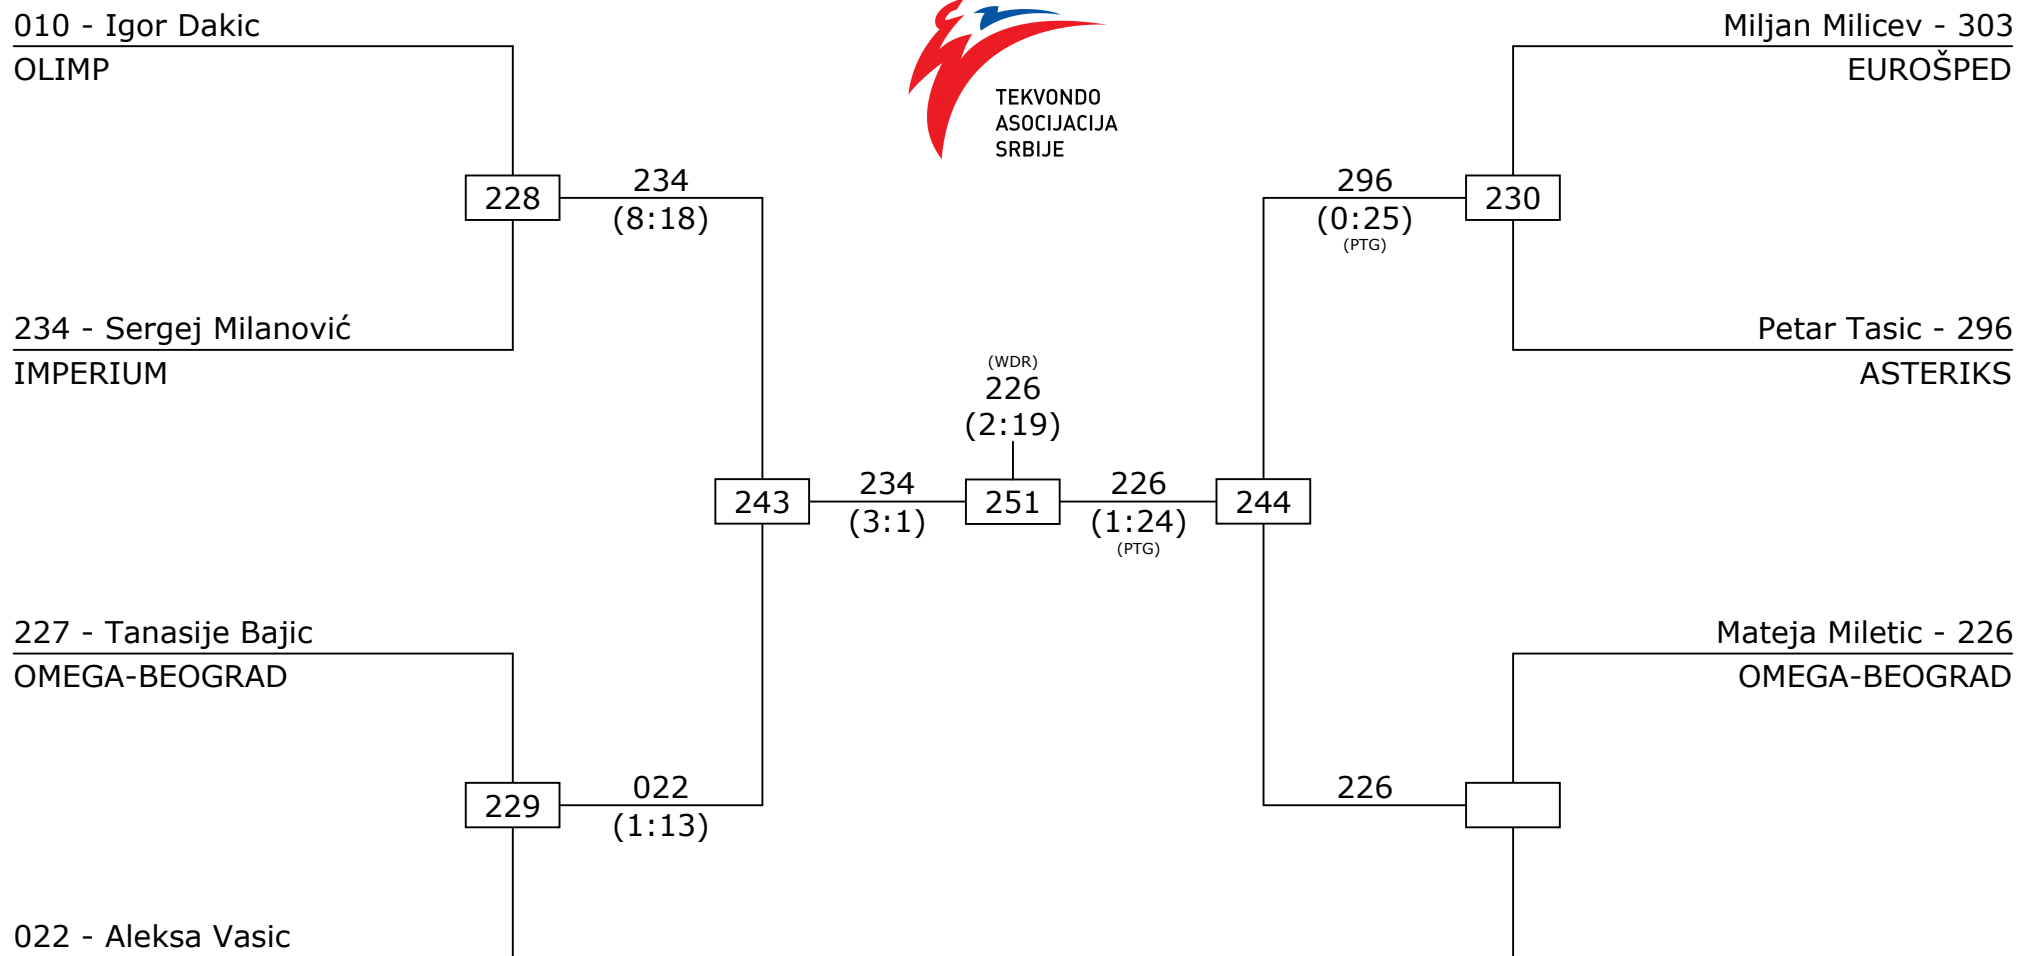 010 - Igor Dakic
OLIMP
TEKVONDO
ASOCIJACIJA
SRBIJE
Miljan Milicev - 303
EUROŠPED
228
234
(8:18)
296
(0:25)
(PTG)
230
234 - Sergej Milanović
IMPERIUM
Petar Tasic - 296
ASTERIKS
(WDR)
226
(2:19)
243
234
(3:1)
251
226
(1:24)
(PTG)
244
227 - Tanasije Bajic
OMEGA-BEOGRAD
Mateja Miletic - 226
OMEGA-BEOGRAD
229
022
(1:13)
226
022 - Aleksa Vasic